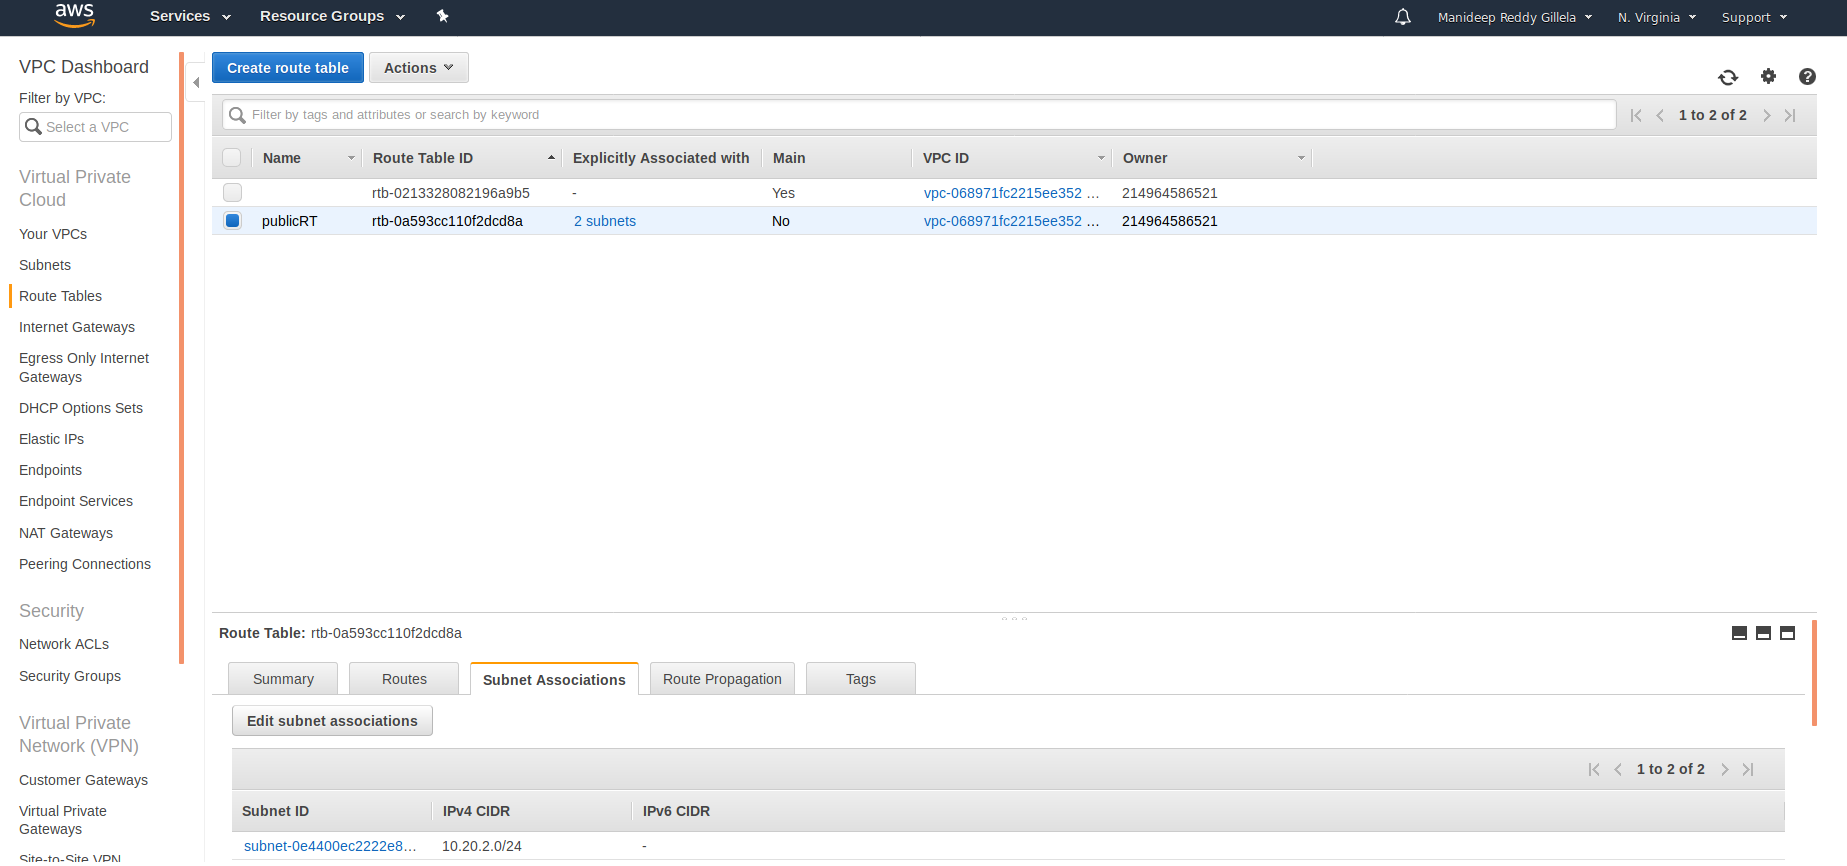 aws
Services
Resource Groups
Manideep Reddy Gillela
N. Virginia
Support
VPC Dashboard
Filter by VPC:
Select a VPC
Virtual Private
Cloud
Your VPCs
Subnets
Route Tables
Internet Gateways
Egress Only Internet
Gateways
DHCP Options Sets
Elastic IPs
Endpoints
Endpoint Services
NAT Gateways
Peering Connections
Security
Network ACLs
Security Groups
Virtual Private
Network (VPN)
Customer Gateways
Virtual Private
Gateways
Site-to-Site VPN
Create route table
Actions
Filter by tags and attributes or search by keyword
1 to 2 of 2
Name Route Table ID Explicitly Associated with Main VPC ID Owner
rtb-0213328082196a9b5 - Yes vpc-068971fc2215ee352 ... 214964586521
publicRT rtb-0a593cc110f2dcd8a 2 subnets No vpc-068971fc2215ee352 ... 214964586521
Route Table: rtb-0a593cc110f2dcd8a
Summary Routes Subnet Associations Route Propagation Tags
Edit subnet associations
1 to 2 of 2
Subnet ID IPv4 CIDR IPv6 CIDR
subnet-0e4400ec2222e8... 10.20.2.0/24 -